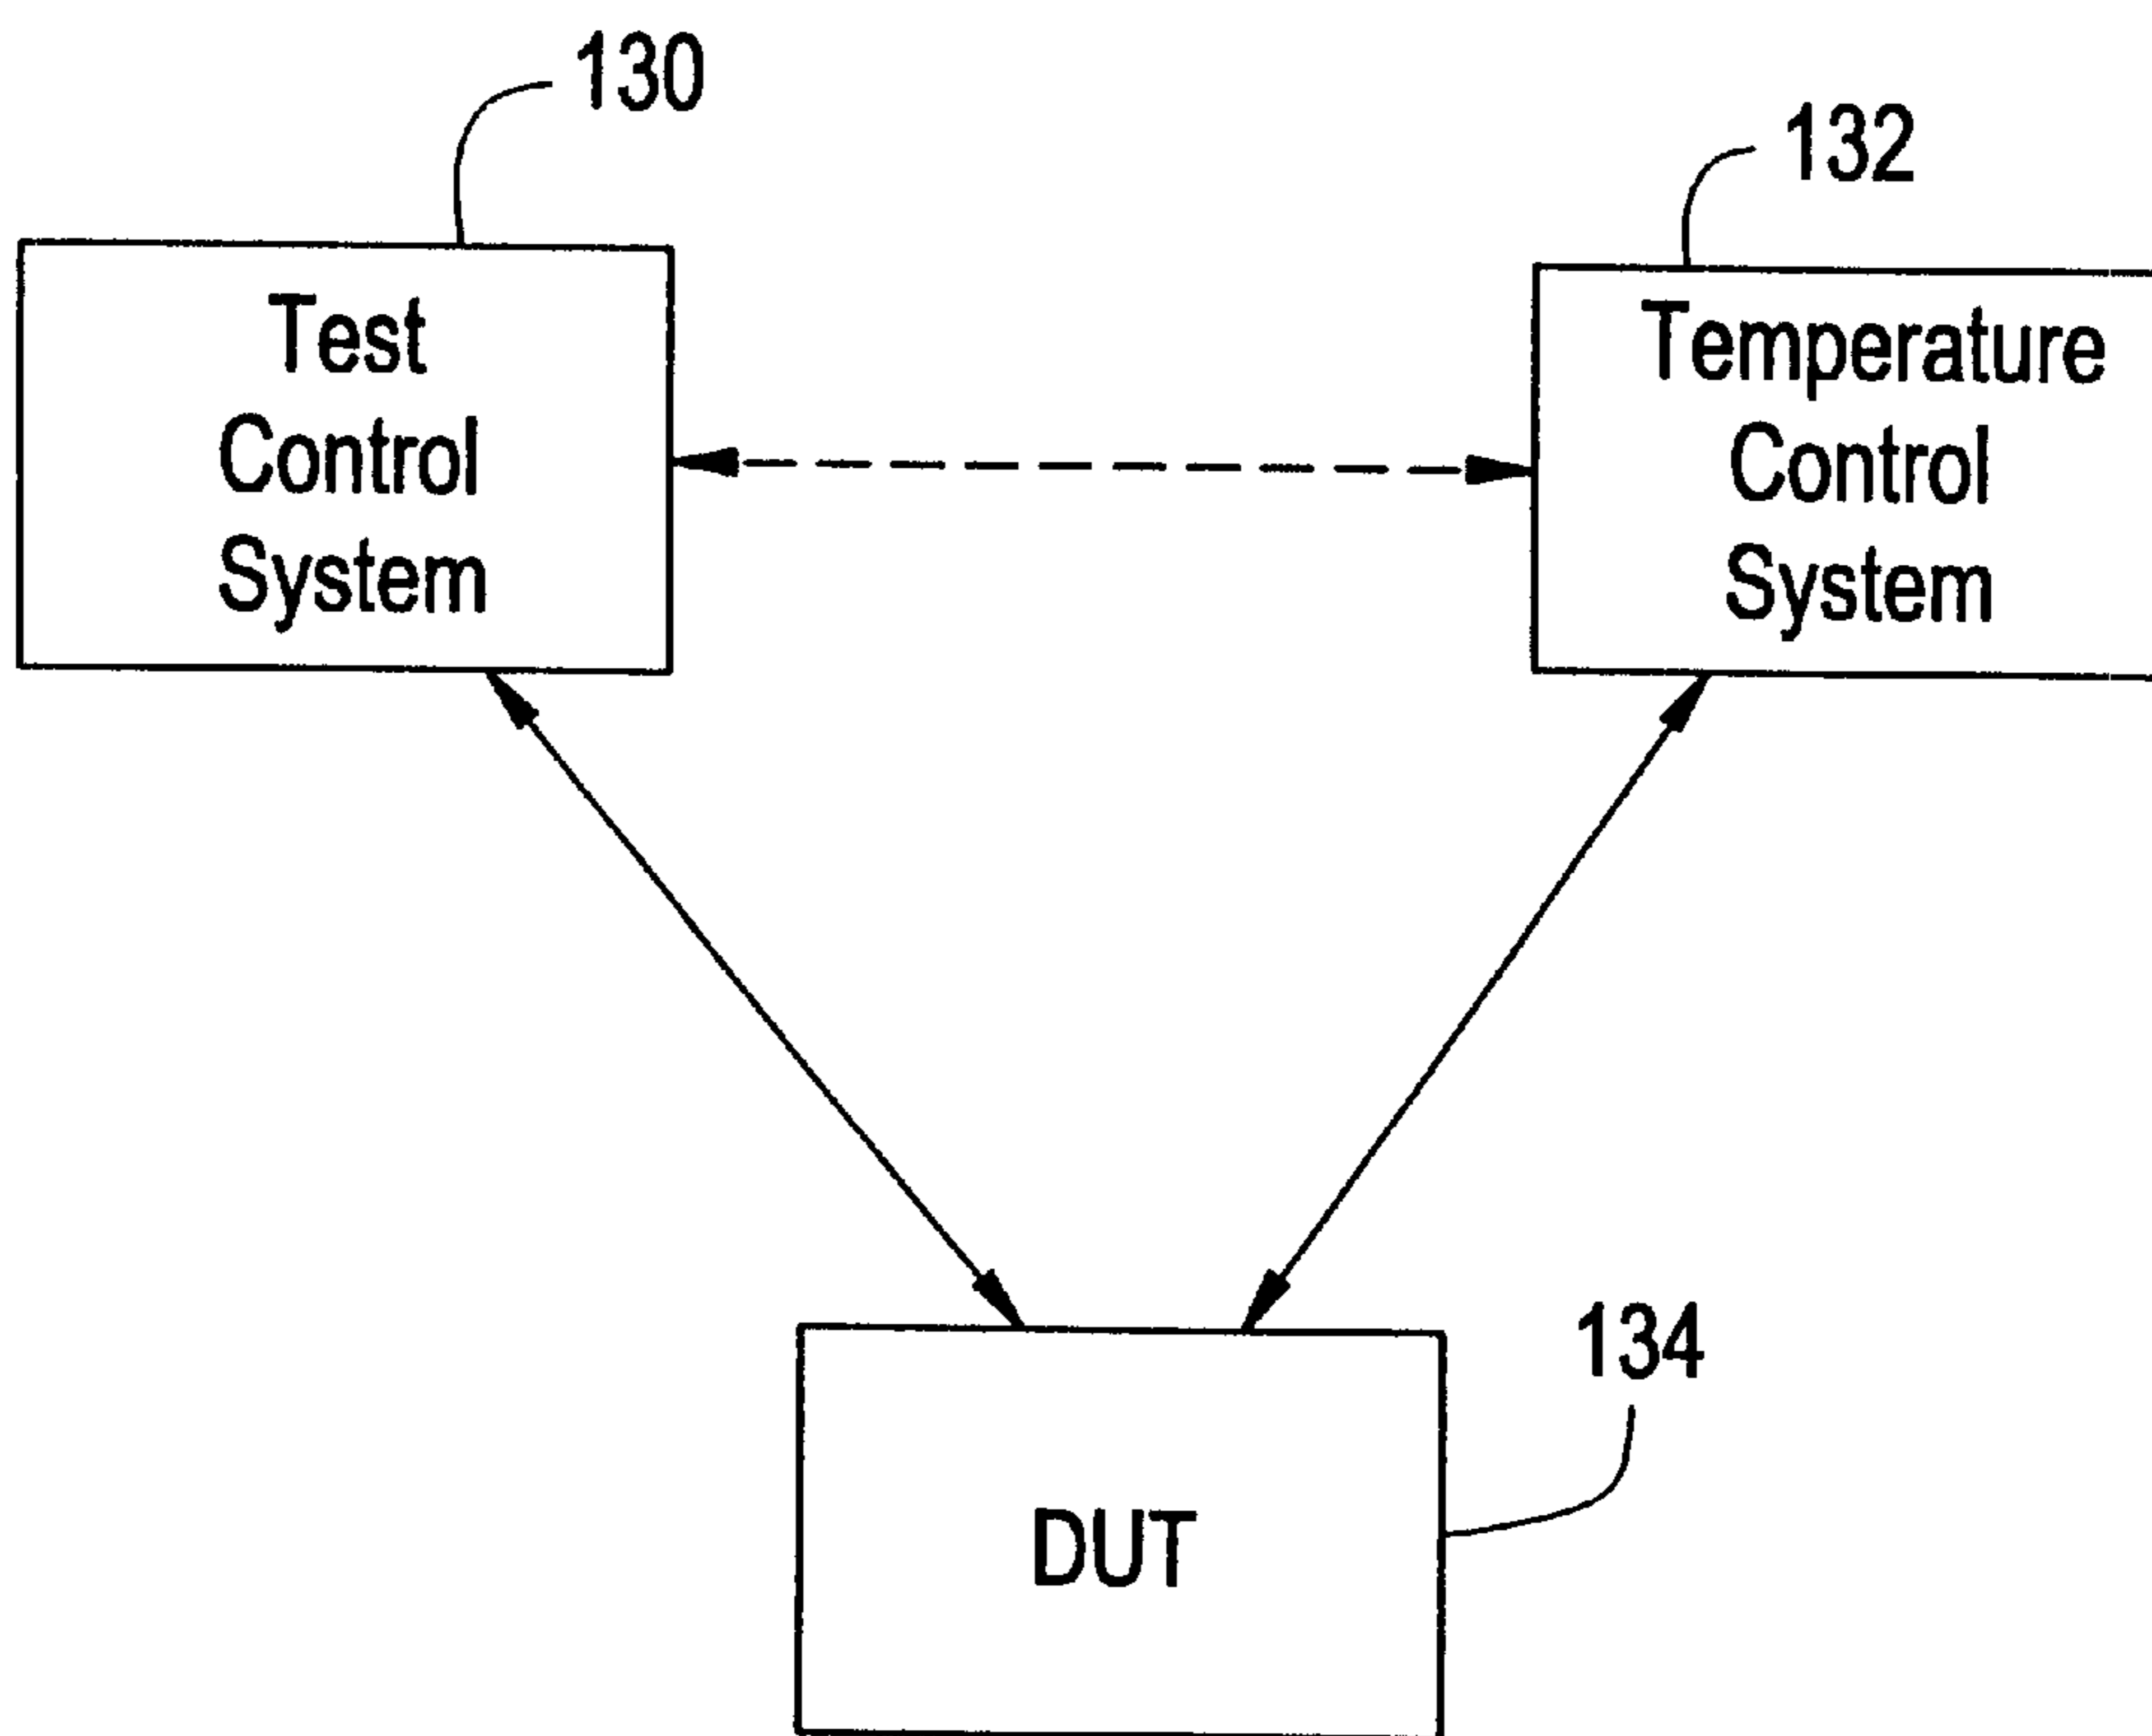 130
132
Test
Control
System
Temperature
Control
System
134
DUT